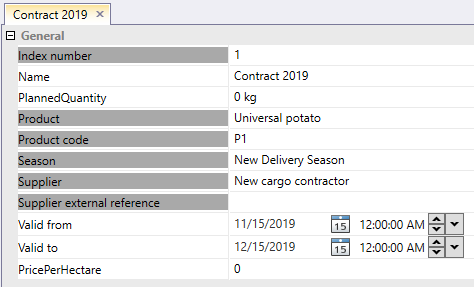 Contract 2019 ×
General
Index number 1
Name Contract 2019
PlannedQuantity 0 kg
Product Universal potato
Product code P1
Season New Delivery Season
Supplier New cargo contractor
Supplier external reference
Valid from 11/15/2019 15 12:00:00 AM
Valid to 12/15/2019 15 12:00:00 AM
PricePerHectare 0